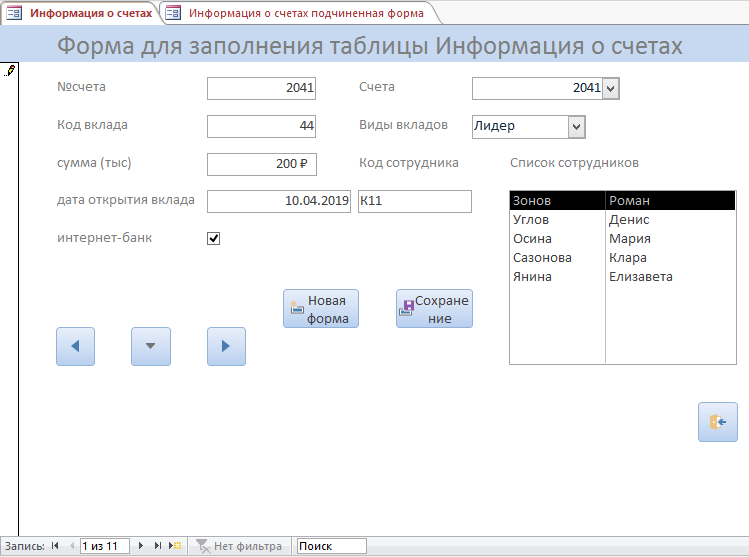 Информация о счетах
Информация о счетах подчиненная форма
Форма для заполнения таблицы Информация о счетах
№счета 2041 Счета 2041
Код вклада 44 Виды вкладов Лидер
сумма (тыс) 200 ₽ Код сотрудника Список сотрудников
дата открытия вклада 10.04.2019 К11
Зонов Роман
Углов Денис
интернет-банк
Осина Мария
Сазонова Клара
Янина Елизавета
Новая
форма
Сохране
ние
Запись: 1 из 11 Нет фильтра Поиск